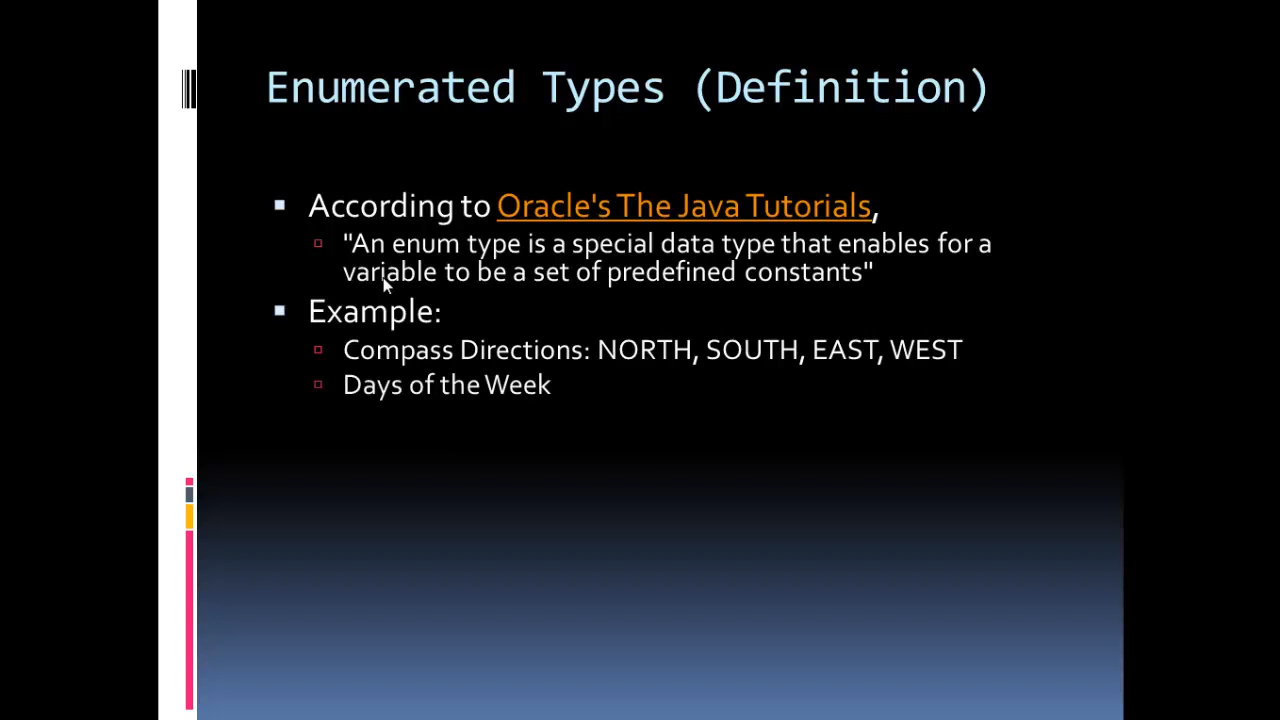 Enumerated Types (Definition)
According to Oracle's The Java Tutorials,
"An enum type is a special data type that enables for a
variable to be a set of predefined constants"
Example:
Compass Directions: NORTH, SOUTH, EAST, WEST
Days of the Week